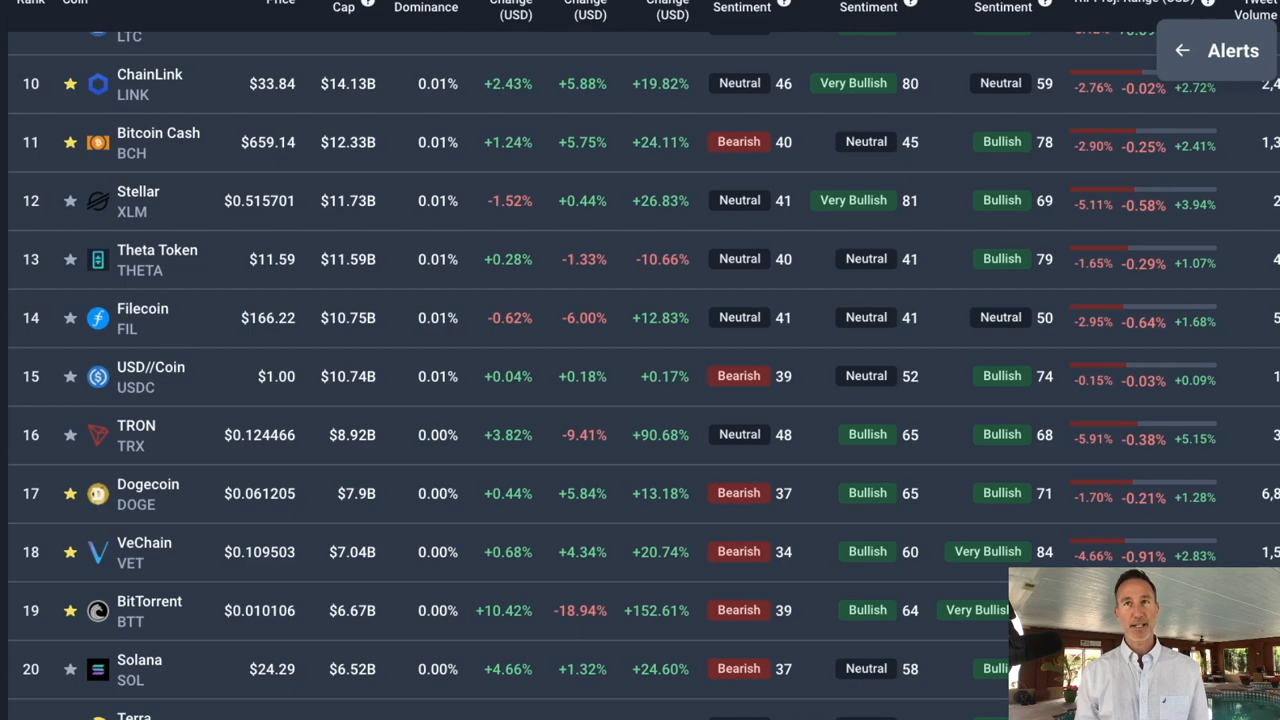 Rank Coin Price Cap ? Dominance Change (USD) Change (USD) Change (USD) Sentiment ? Sentiment ? Sentiment ? Range (USD) ? Tweet Volume
LTC
← Alerts
10 ChainLink LINK $33.84 $14.13B 0.01% +2.43% +5.88% +19.82% Neutral 46 Very Bullish 80 Neutral 59 -2.76% -0.02% +2.72%
11 Bitcoin Cash BCH $659.14 $12.33B 0.01% +1.24% +5.75% +24.11% Bearish 40 Neutral 45 Bullish 78 -2.90% -0.25% +2.41%
12 Stellar XLM $0.515701 $11.73B 0.01% -1.52% +0.44% +26.83% Neutral 41 Very Bullish 81 Bullish 69 -5.11% -0.58% +3.94%
13 Theta Token THETA $11.59 $11.59B 0.01% +0.28% -1.33% -10.66% Neutral 40 Neutral 41 Bullish 79 -1.65% -0.29% +1.07%
14 Filecoin FIL $166.22 $10.75B 0.01% -0.62% -6.00% +12.83% Neutral 41 Neutral 41 Neutral 50 -2.95% -0.64% +1.68%
15 USD//Coin USDC $1.00 $10.74B 0.01% +0.04% +0.18% +0.17% Bearish 39 Neutral 52 Bullish 74 -0.15% -0.03% +0.09%
16 TRON TRX $0.124466 $8.92B 0.00% +3.82% -9.41% +90.68% Neutral 48 Bullish 65 Bullish 68 -5.91% -0.38% +5.15%
17 Dogecoin DOGE $0.061205 $7.9B 0.00% +0.44% +5.84% +13.18% Bearish 37 Bullish 65 Bullish 71 -1.70% -0.21% +1.28%
18 VeChain VET $0.109503 $7.04B 0.00% +0.68% +4.34% +20.74% Bearish 34 Bullish 60 Very Bullish 84 -4.66% -0.91% +2.83%
19 BitTorrent BTT $0.010106 $6.67B 0.00% +10.42% -18.94% +152.61% Bearish 39 Bullish 64 Very Bullish
20 Solana SOL $24.29 $6.52B 0.00% +4.66% +1.32% +24.60% Bearish 37 Neutral 58
Terra